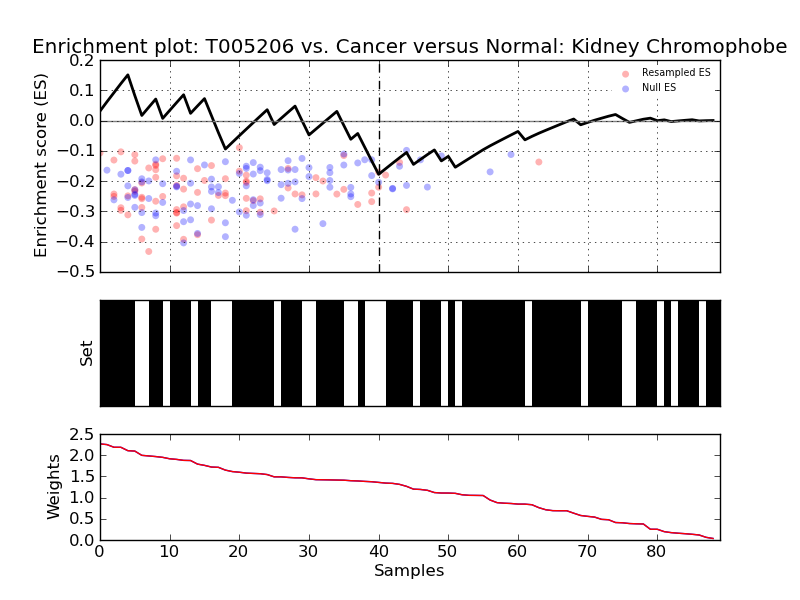 Enrichment plot: T005206 vs. Cancer versus Normal: Kidney Chromophobe
Enrichment score (ES)
0.2
0.1
0.0
−0.1
−0.2
−0.3
−0.4
−0.5
Resampled ES
Null ES
Set
Weights
2.5
2.0
1.5
1.0
0.5
0.0
0 10 20 30 40 50 60 70 80
Samples